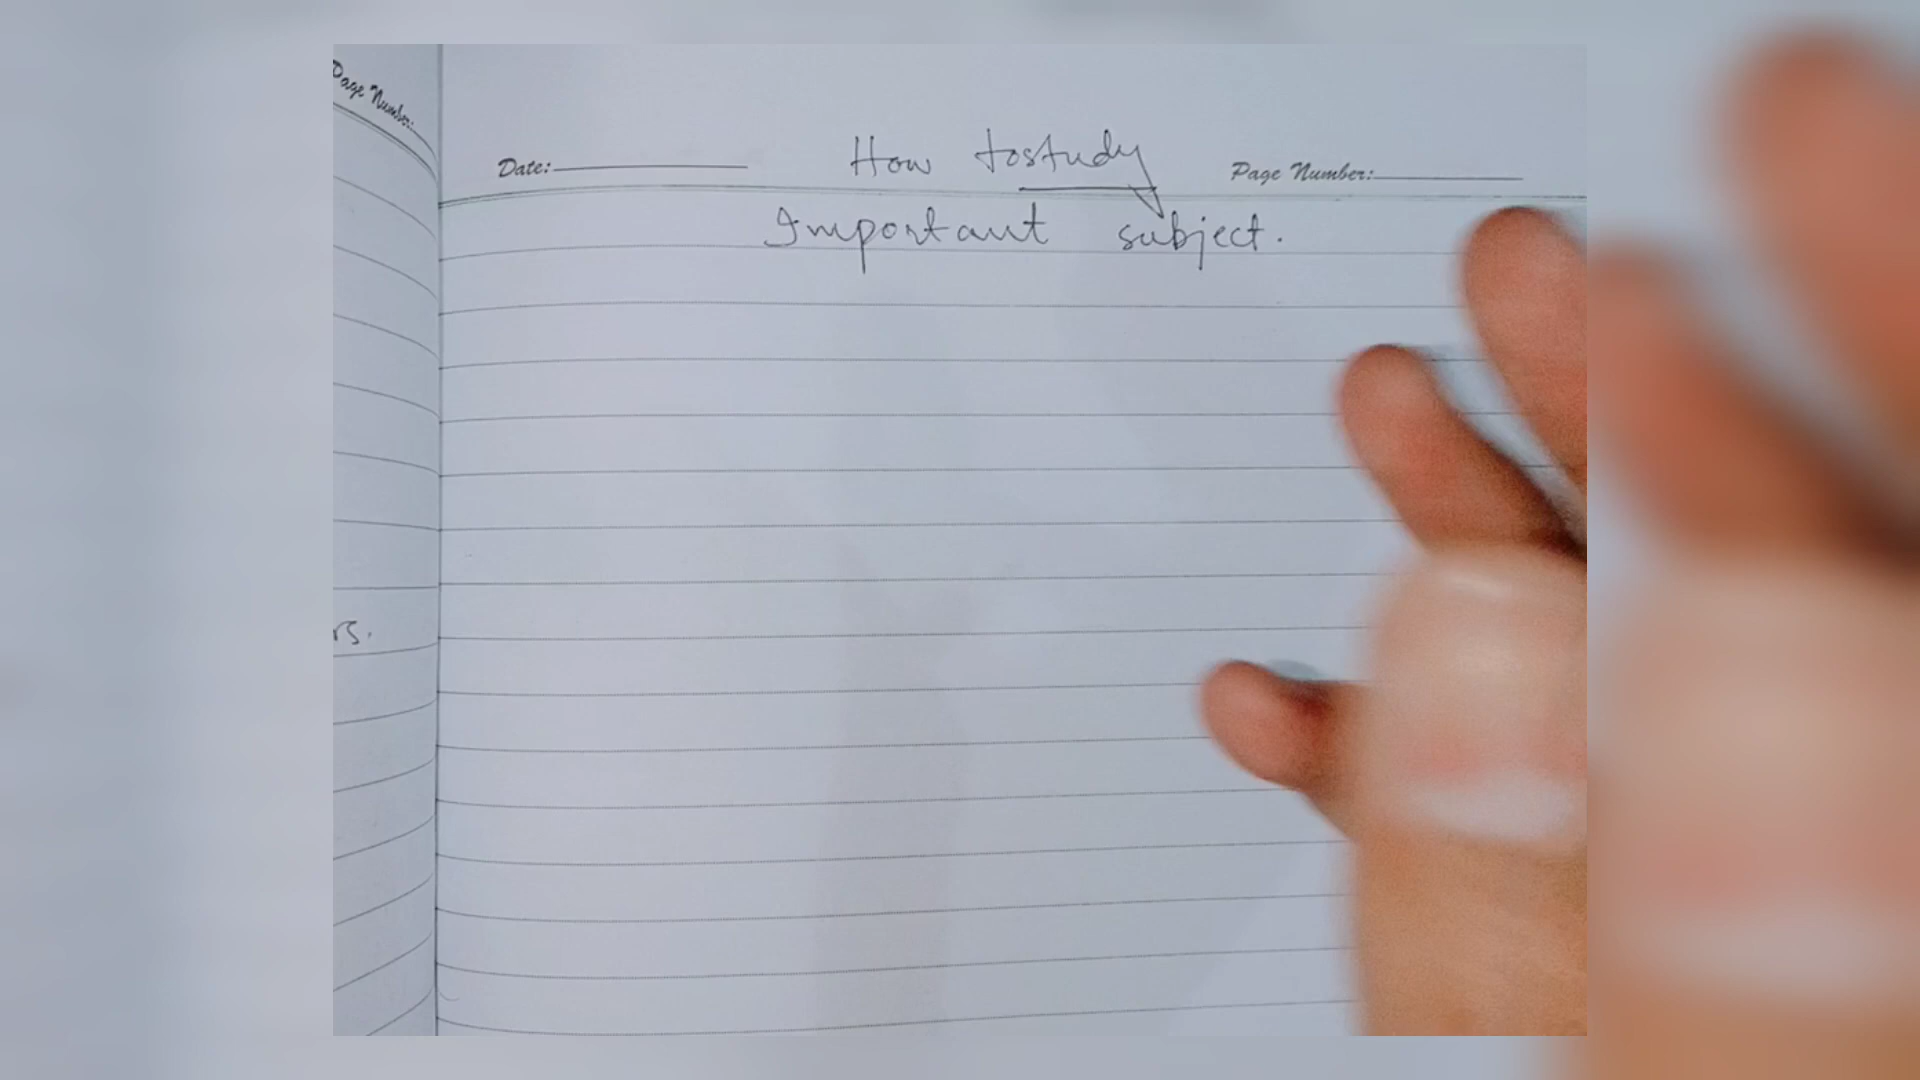 Page Number:
Date: How tostudy Page Number:
Important subject.
rs.